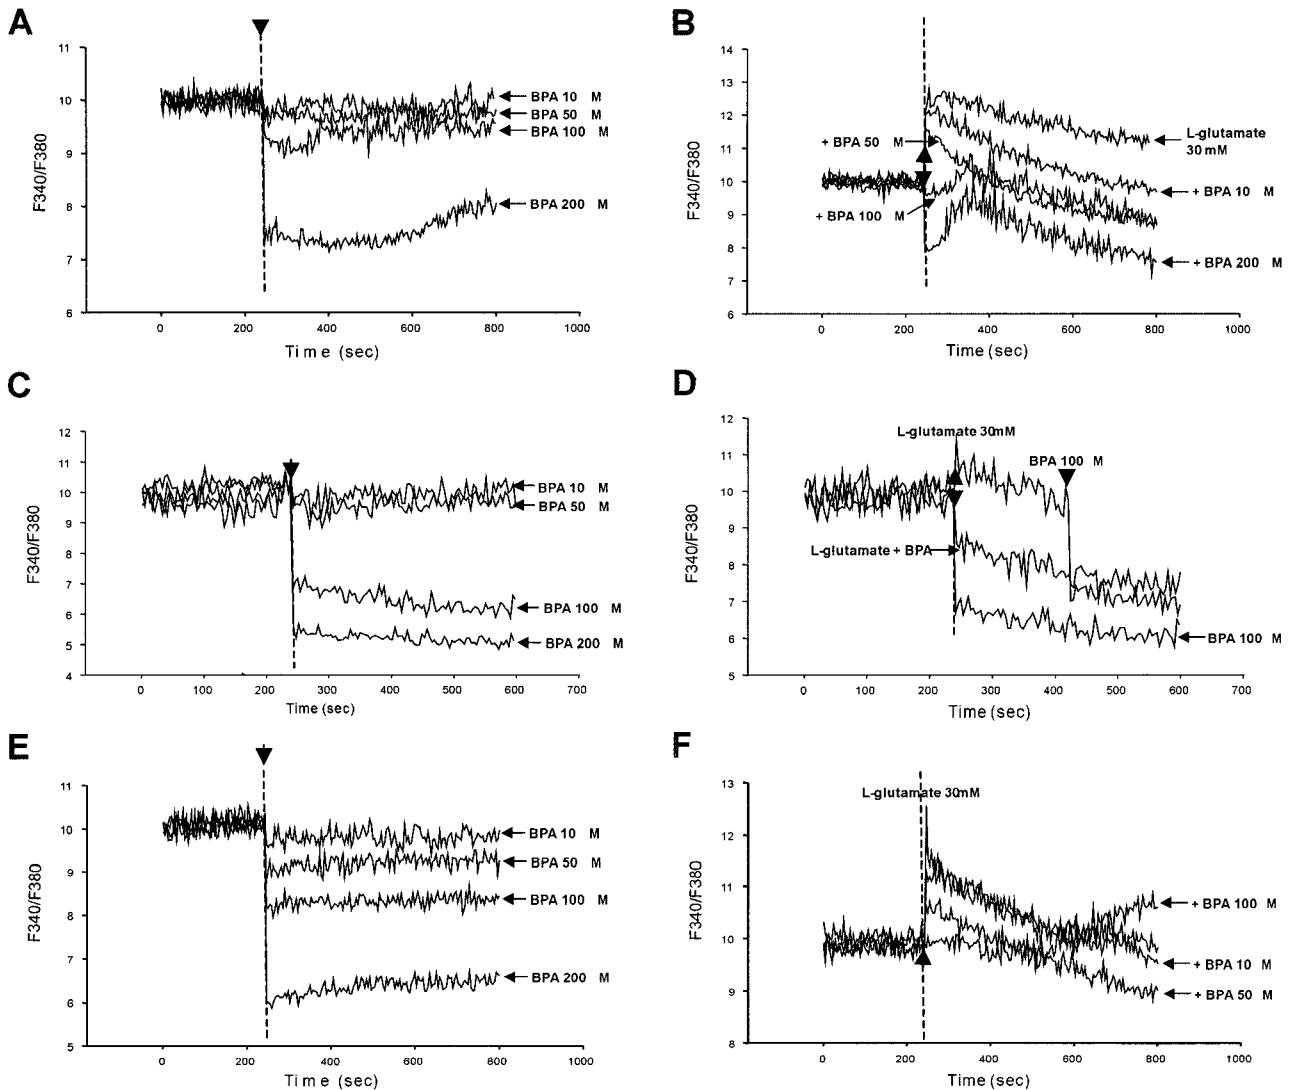 A
11
10
9
8
7
6
F340/F380
0 200 400 600 800 1000
Time (sec)
BPA 10 M
BPA 50 M
BPA 100 M
BPA 200 M
B
14
13
12
11
10
9
8
7
6
F340/F380
0 200 400 600 800 1000
Time (sec)
+ BPA 50 M
+ BPA 100 M
L-glutamate
30 mM
+ BPA 10 M
+ BPA 200 M
C
12
11
10
9
8
7
6
5
4
F340/F380
0 100 200 300 400 500 600 700
Time (sec)
BPA 10 M
BPA 50 M
BPA 100 M
BPA 200 M
D
12
11
10
9
8
7
6
5
F340/F380
0 100 200 300 400 500 600 700
Time (sec)
L-glutamate 30mM
BPA 100 M
L-glutamate + BPA
BPA 100 M
E
11
10
9
8
7
6
5
F340/F380
0 200 400 600 800 1000
Time (sec)
BPA 10 M
BPA 50 M
BPA 100 M
BPA 200 M
F
13
12
11
10
9
8
F340/F380
0 200 400 600 800 1000
Time (sec)
L-glutamate 30mM
+ BPA 100 M
+ BPA 10 M
+ BPA 50 M